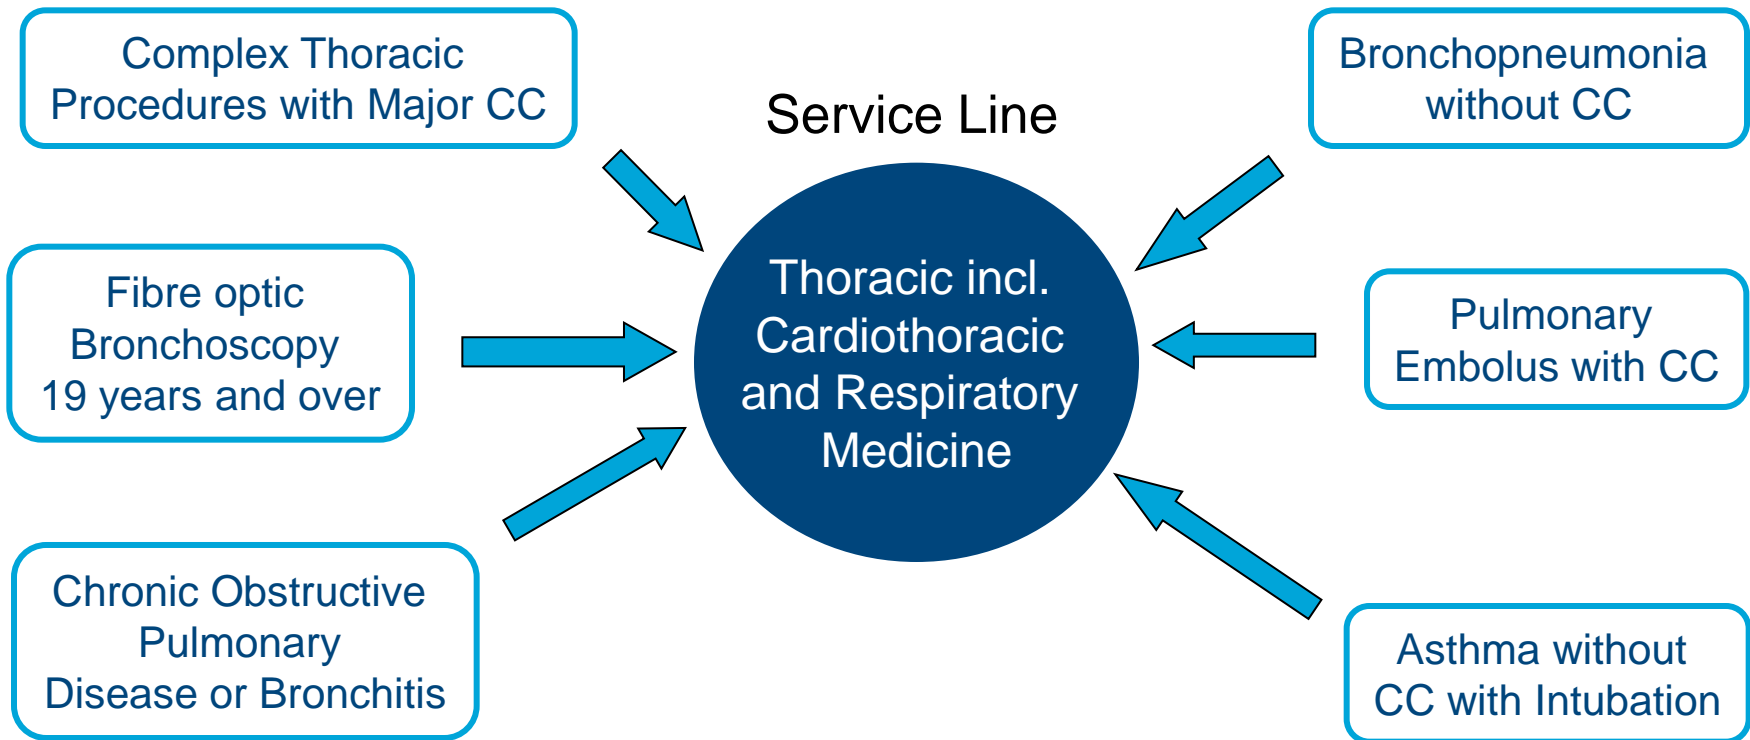 Complex Thoracic
Procedures with Major CC
Service Line
Bronchopneumonia
without CC
Fibre optic
Bronchoscopy
19 years and over
Thoracic incl.
Cardiothoracic
and Respiratory
Medicine
Pulmonary
Embolus with CC
Chronic Obstructive
Pulmonary
Disease or Bronchitis
Asthma without
CC with Intubation